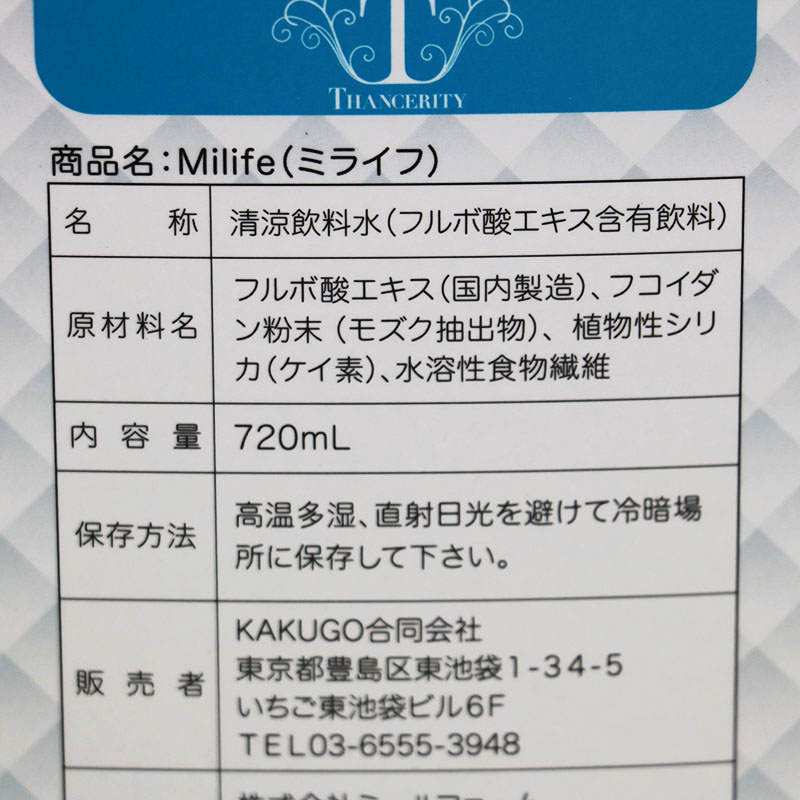 T
THANCERITY
商品名：Milife（ミライフ）
名称
清涼飲料水（フルボ酸エキス含有飲料）
原材料名
フルボ酸エキス（国内製造）、フコイダ
ン粉末（モズク抽出物）、植物性シリ
カ（ケイ素）、水溶性食物繊維
内容量
720mL
保存方法
高温多湿、直射日光を避けて冷暗場
所に保存して下さい。
販売者
KAKUGO合同会社
東京都豊島区東池袋1-34-5
いちご東池袋ビル6F
TEL03-6555-3948